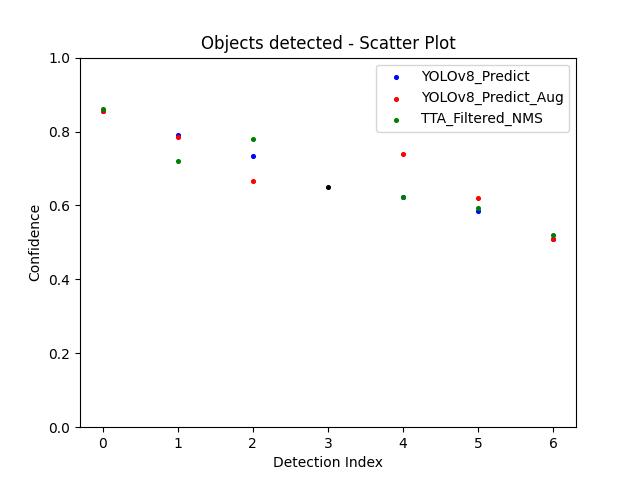 Objects detected - Scatter Plot
YOLOv8_Predict
YOLOv8_Predict_Aug
TTA_Filtered_NMS
1.0
0.8
0.6
0.4
0.2
0.0
Confidence
0 1 2 3 4 5 6
Detection Index